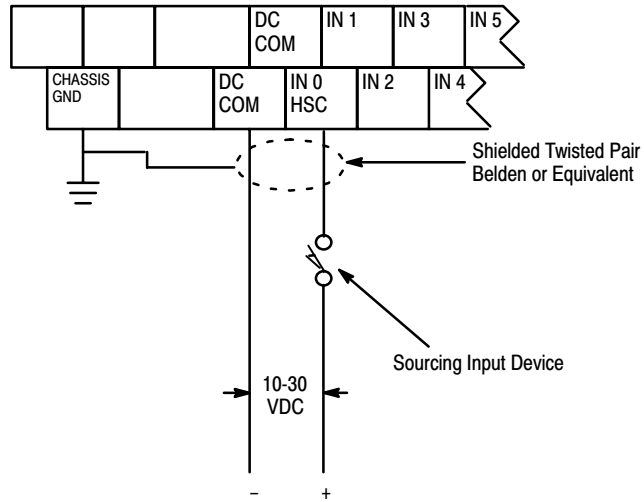 DC
COM
IN 1
IN 3
IN 5
CHASSIS
GND
DC
COM
IN 0
HSC
IN 2
IN 4
Shielded Twisted Pair
Belden or Equivalent
Sourcing Input Device
10-30
VDC
– +